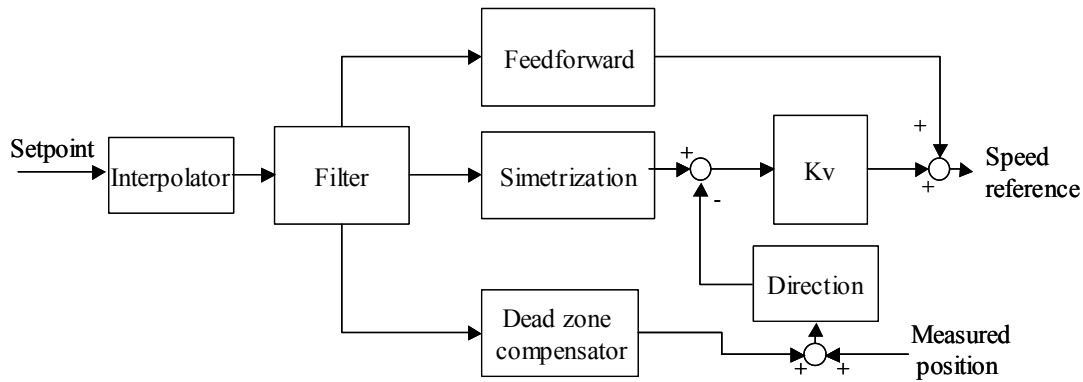 Feedforward
Setpoint
Interpolator
Filter
Simetrization
+
-
Kv
+
+
Speed
reference
Direction
Dead zone
compensator
+
+
Measured
position